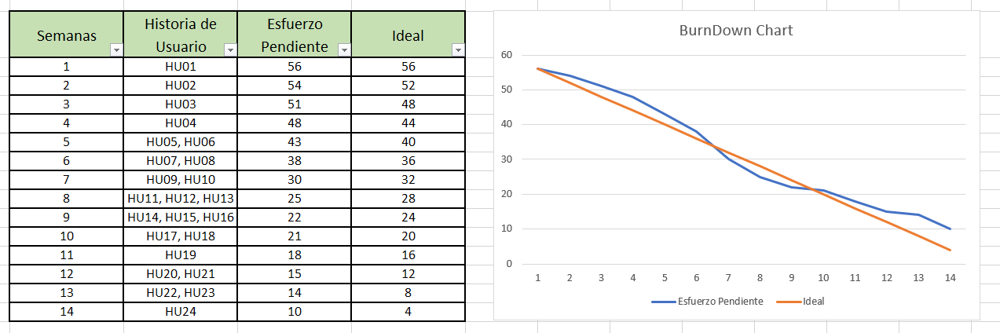 Semanas Historia de Usuario Esfuerzo Pendiente Ideal
1 HU01 56 56
2 HU02 54 52
3 HU03 51 48
4 HU04 48 44
5 HU05, HU06 43 40
6 HU07, HU08 38 36
7 HU09, HU10 30 32
8 HU11, HU12, HU13 25 28
9 HU14, HU15, HU16 22 24
10 HU17, HU18 21 20
11 HU19 18 16
12 HU20, HU21 15 12
13 HU22, HU23 14 8
14 HU24 10 4
BurnDown Chart
60
50
40
30
20
10
0
1 2 3 4 5 6 7 8 9 10 11 12 13 14
Esfuerzo Pendiente Ideal